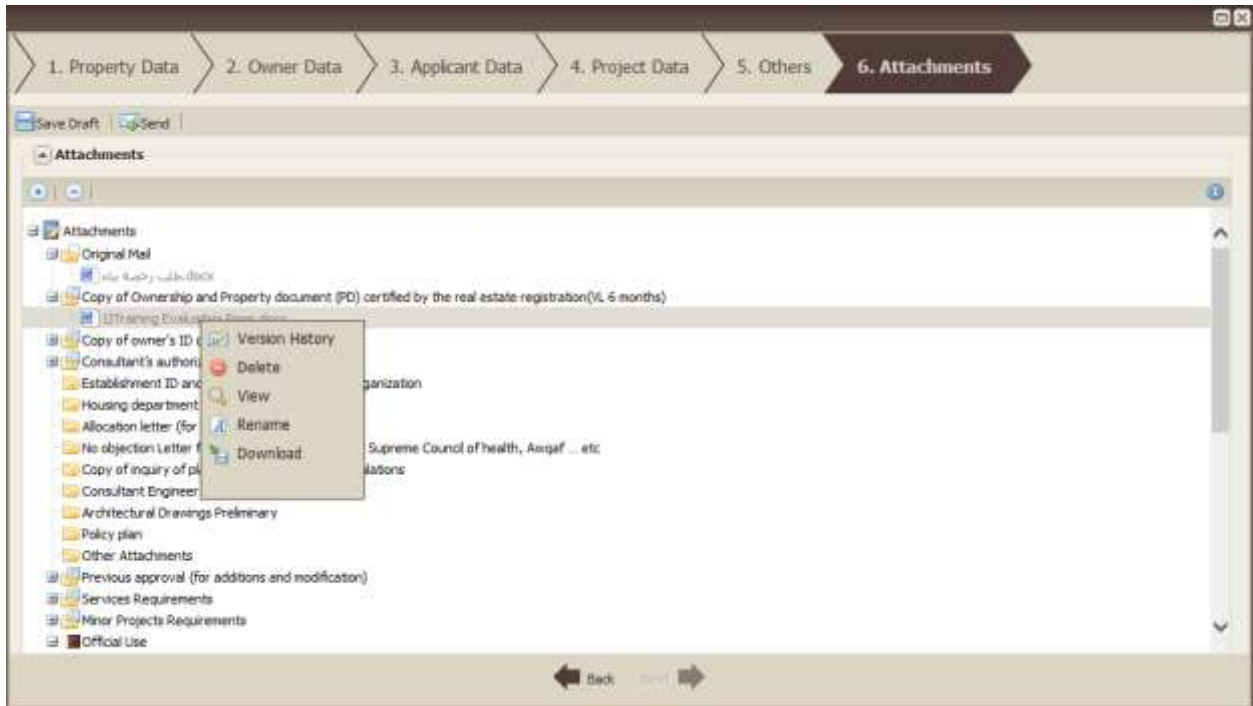 1. Property Data
2. Owner Data
3. Applicant Data
4. Project Data
5. Others
6. Attachments
Save Draft
Send
Attachments
Attachments
Original Mail
طلب رخصة بناء.docx
Copy of Ownership and Property document (PD) certified by the real estate registration(VL 6 months)
Copy of owner's ID
Consultant's
Establishment ID and
Housing department
Allocation letter (for
No objection Letter Supreme Council of health, Awqaf ... etc
Copy of inquiry of
Consultant Engineer
Architectural Drawings Preliminary
Policy plan
Other Attachments
Previous approval (for additions and modification)
Services Requirements
Minor Projects Requirements
Official Use
Version History
Delete
View
Rename
Download
Back
Next